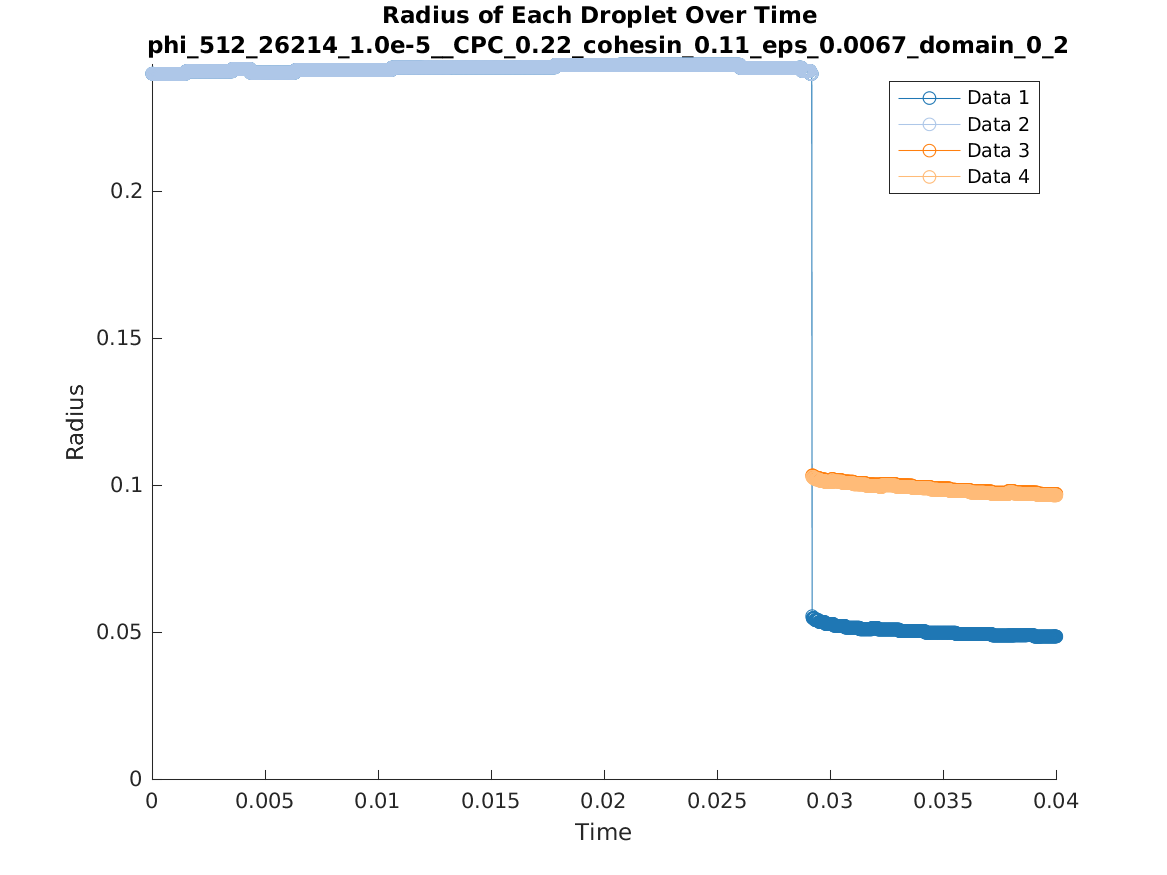 Radius of Each Droplet Over Time
phi_512_26214_1.0e-5__CPC_0.22_cohesin_0.11_eps_0.0067_domain_0_2
Data 1
Data 2
Data 3
Data 4
0.2
0.15
0.1
0.05
0
Radius
0
0.005
0.01
0.015
0.02
0.025
0.03
0.035
0.04
Time